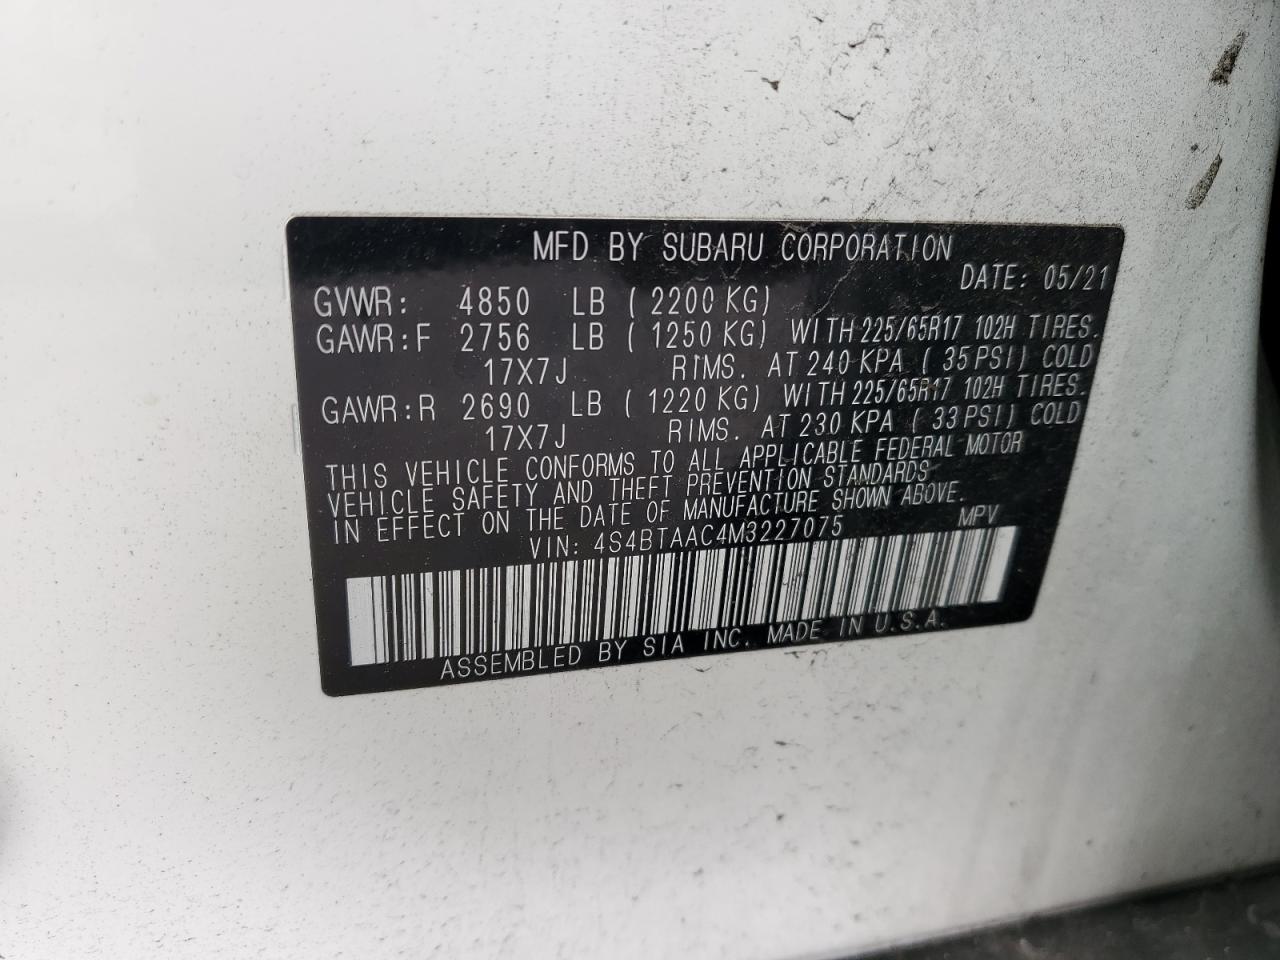 MFD BY SUBARU CORPORATION
DATE: 05/21
GVWR: 4850 LB ( 2200 KG)
GAWR:F 2756 LB ( 1250 KG) WITH 225/65R17 102H TIRES.
17X7J RIMS. AT 240 KPA ( 35 PSI) COLD
GAWR:R 2690 LB ( 1220 KG) WITH 225/65R17 102H TIRES.
17X7J RIMS. AT 230 KPA ( 33 PSI) COLD
THIS VEHICLE CONFORMS TO ALL APPLICABLE FEDERAL MOTOR
VEHICLE SAFETY AND THEFT PREVENTION STANDARDS
IN EFFECT ON THE DATE OF MANUFACTURE SHOWN ABOVE.
VIN: 4S4BTAAC4M3227075 MPV
ASSEMBLED BY SIA INC. MADE IN U.S.A.